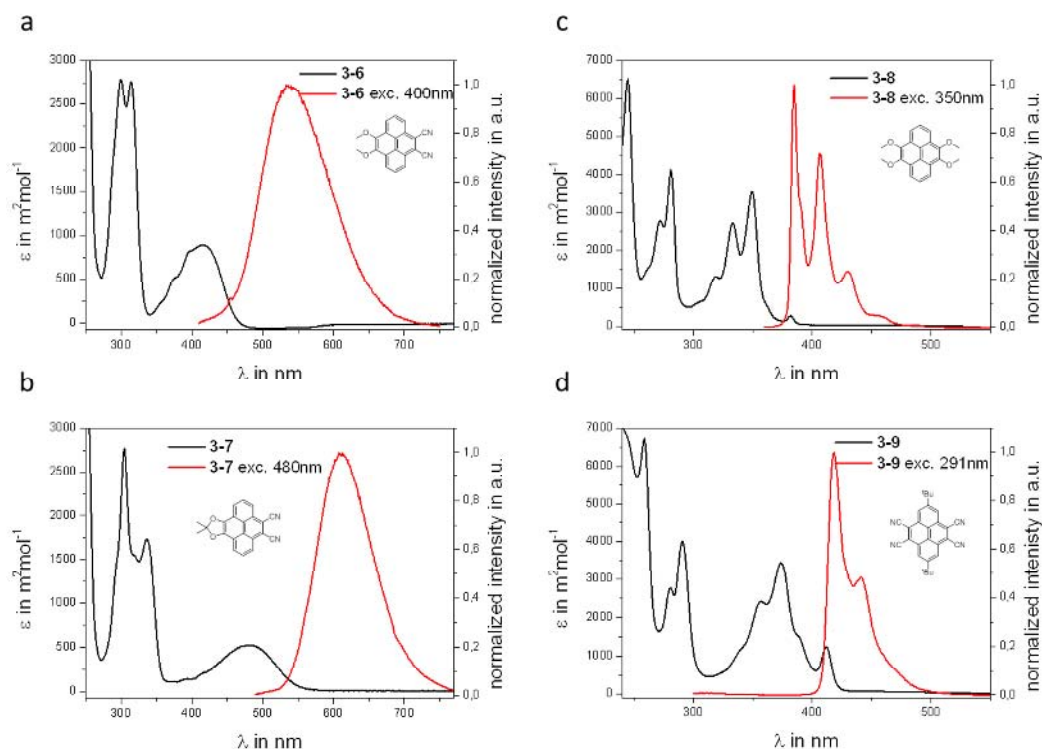 a
3-6
3-6 exc. 400nm
O
O
CN
CN
ε in m²mol⁻¹
3000
2500
2000
1500
1000
500
0
1,0
0,8
0,6
0,4
0,2
0,0
normalized intensity in a.u.
300 400 500 600 700
λ in nm
c
3-8
3-8 exc. 350nm
O
O
O
O
ε in m²mol⁻¹
7000
6000
5000
4000
3000
2000
1000
0
1,0
0,8
0,6
0,4
0,2
0,0
normalized intensity in a.u.
300 400 500
λ in nm
b
3-7
3-7 exc. 480nm
O
O
CN
CN
ε in m²mol⁻¹
3000
2500
2000
1500
1000
500
0
1,0
0,8
0,6
0,4
0,2
0,0
normalized intensity in a.u.
300 400 500 600 700
λ in nm
d
3-9
3-9 exc. 291nm
tBu
NC
CN
NC
CN
tBu
ε in m²mol⁻¹
7000
6000
5000
4000
3000
2000
1000
0
1,0
0,8
0,6
0,4
0,2
0,0
normalized intenisty in a.u.
300 400 500
λ in nm